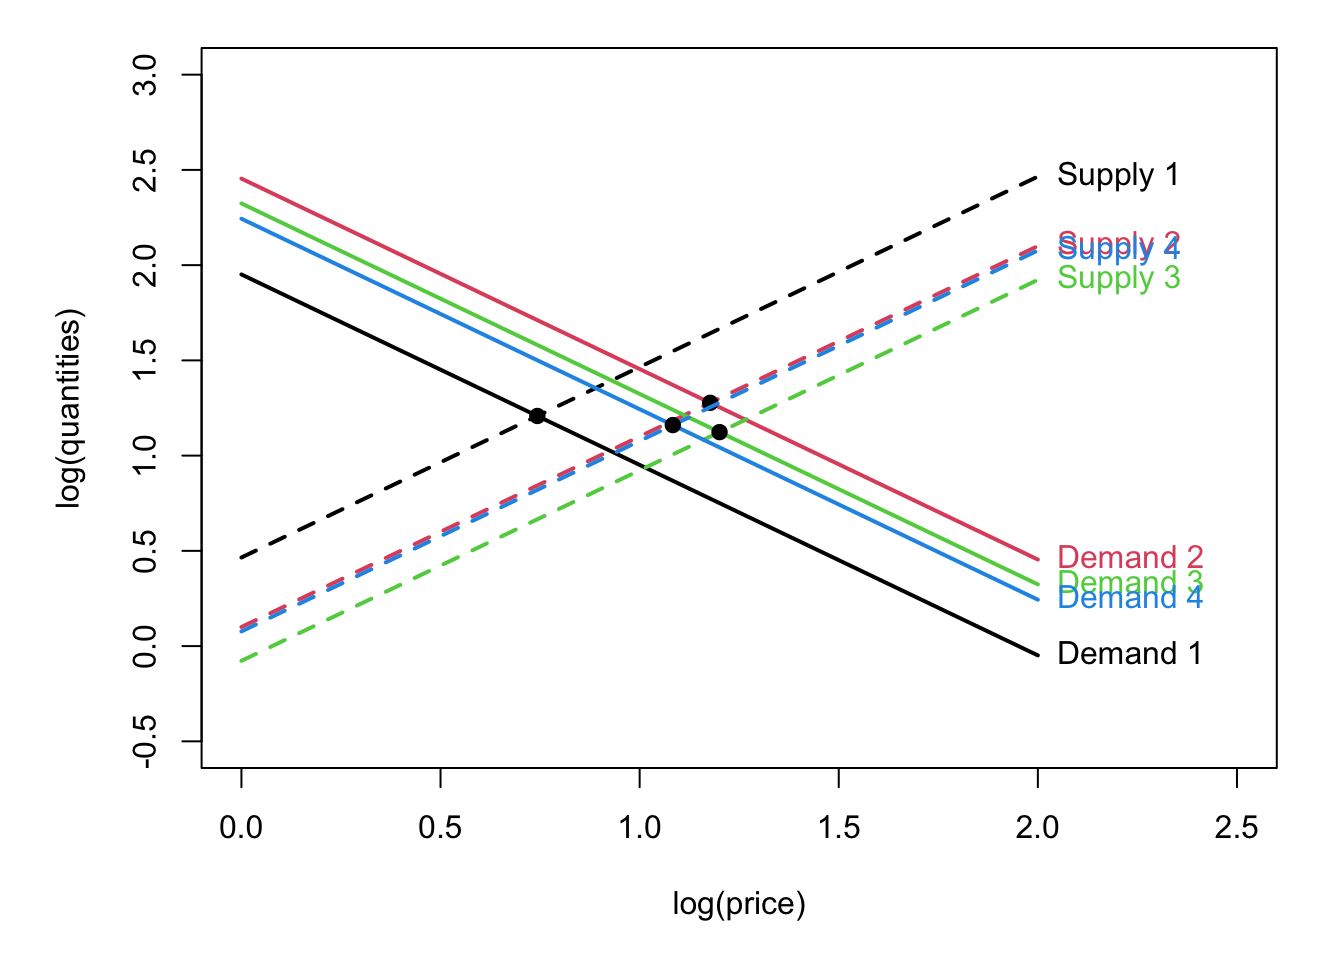 3.0
2.5
2.0
1.5
1.0
0.5
0.0
-0.5
log(quantities)
Supply 1
Supply 2
Supply 4
Supply 3
Demand 2
Demand 3
Demand 4
Demand 1
0.0 0.5 1.0 1.5 2.0 2.5
log(price)